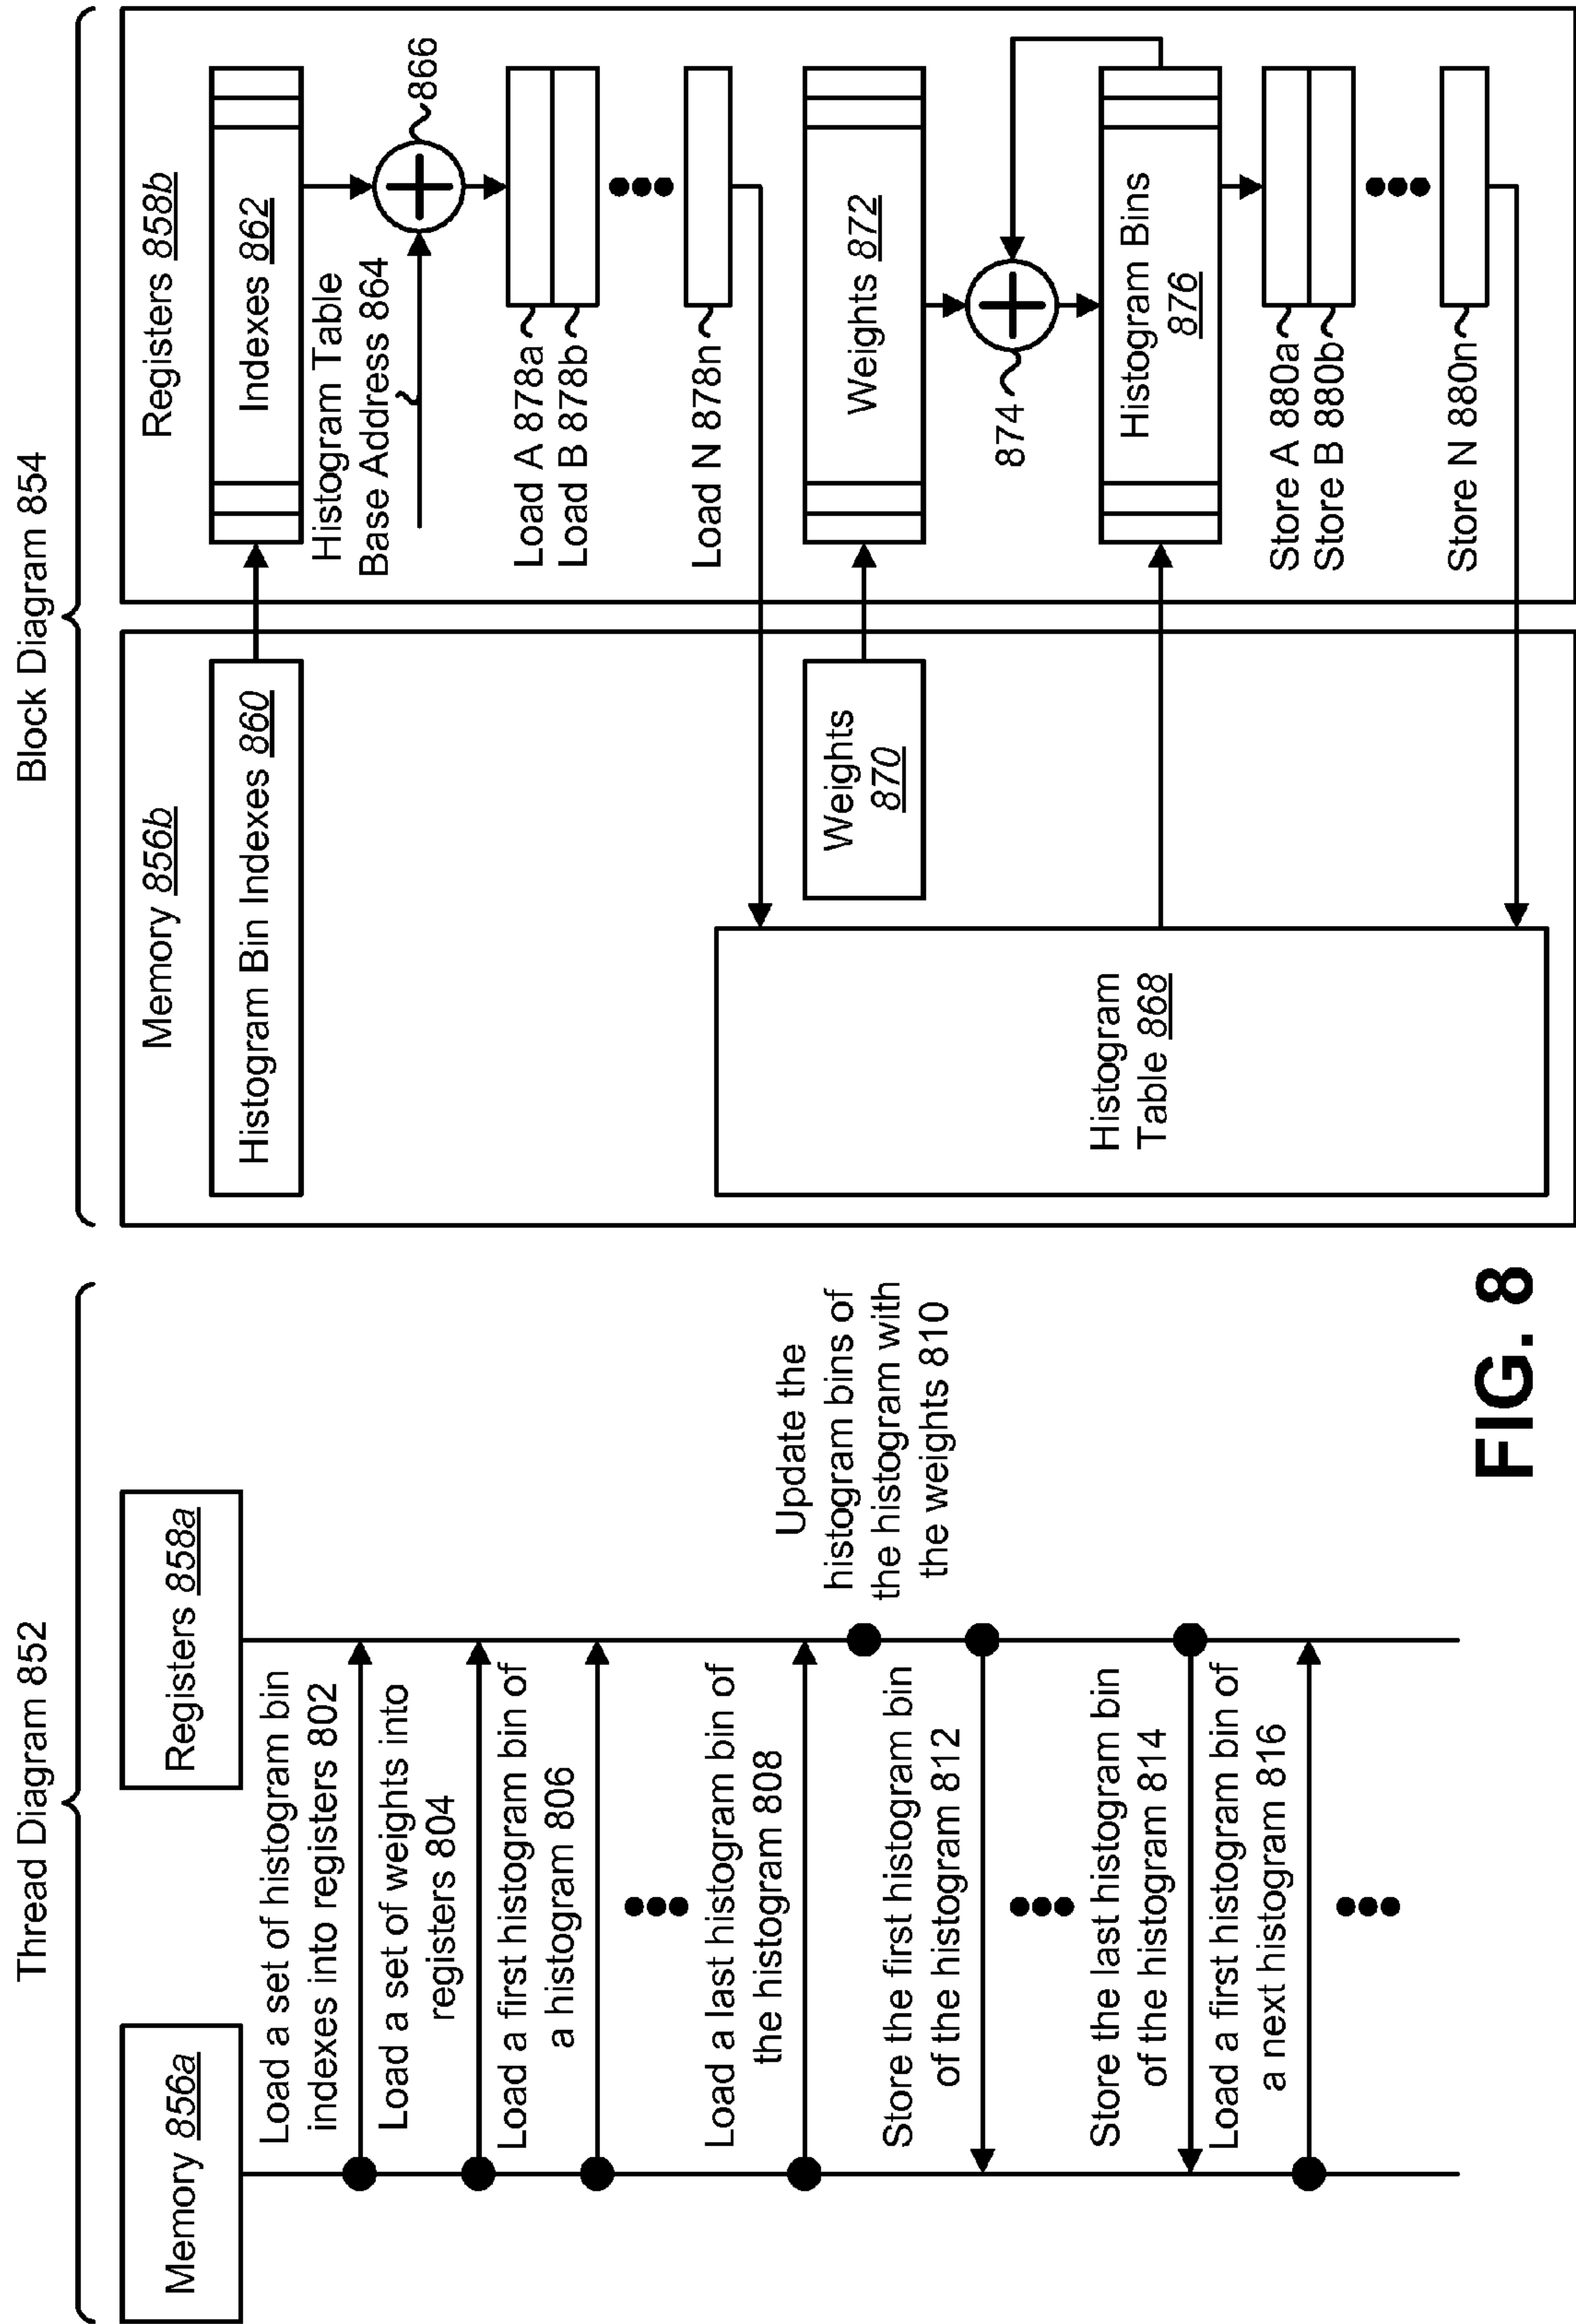 Thread Diagram 852
Memory 856a
Registers 858a
Load a set of histogram bin
indexes into registers 802
Load a set of weights into
registers 804
Load a first histogram bin of
a histogram 806
Load a last histogram bin of
the histogram 808
Update the
histogram bins of
the histogram with
the weights 810
Store the first histogram bin
of the histogram 812
Store the last histogram bin
of the histogram 814
Load a first histogram bin of
a next histogram 816
Block Diagram 854
Memory 856b
Histogram Bin Indexes 860
Weights
870
Histogram
Table 868
Registers 858b
Indexes 862
Histogram Table
Base Address 864
866
Load A 878a
Load B 878b
Load N 878n
Weights 872
874
Histogram Bins
876
Store A 880a
Store B 880b
Store N 880n
FIG. 8